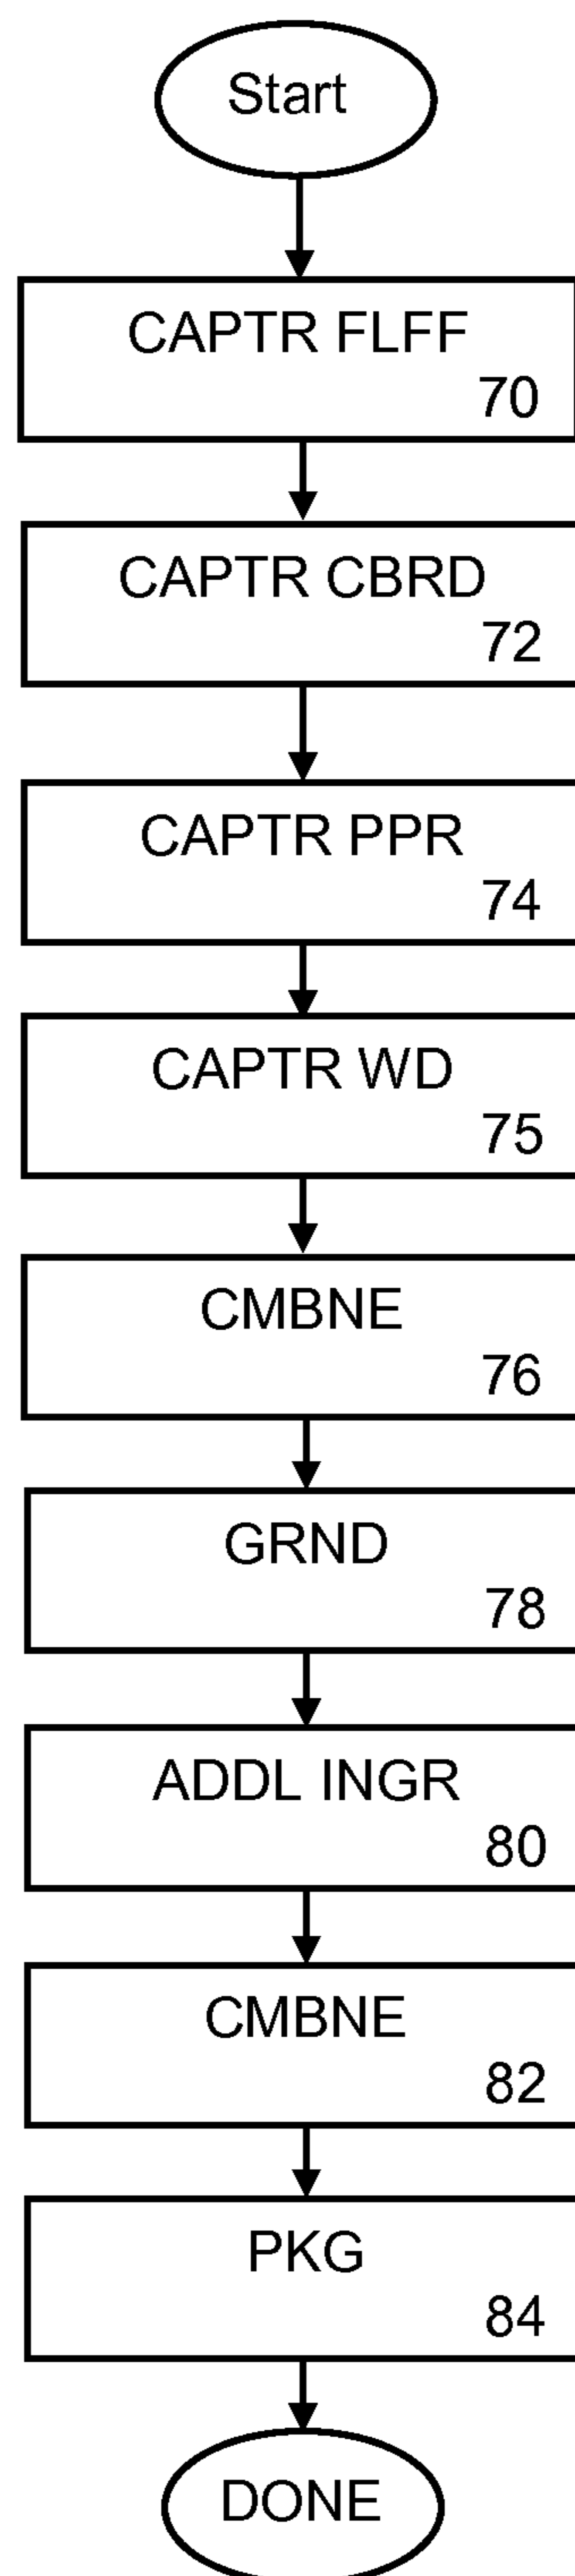 Start
CAPTR FLFF
70
CAPTR CBRD
72
CAPTR PPR
74
CAPTR WD
75
CMBNE
76
GRND
78
ADDL INGR
80
CMBNE
82
PKG
84
DONE